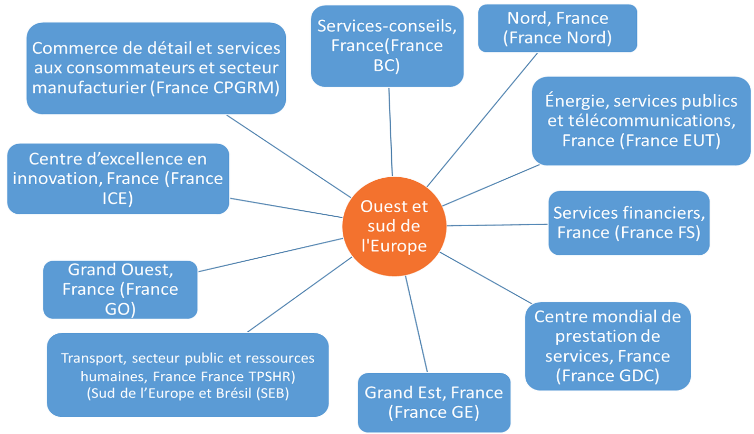 Commerce de détail et services
aux consommateurs et secteur
manufacturier (France CPGRM)
Services-conseils,
France(France
BC)
Nord, France
(France Nord)
Énergie, services publics
et télécommunications,
France (France EUT)
Centre d’excellence en
innovation, France (France
ICE)
Ouest et
sud de
l'Europe
Services financiers,
France (France FS)
Grand Ouest,
France (France
GO)
Centre mondial de
prestation de
services, France
(France GDC)
Transport, secteur public et ressources
humaines, France France TPSHR)
(Sud de l’Europe et Brésil (SEB)
Grand Est, France
(France GE)